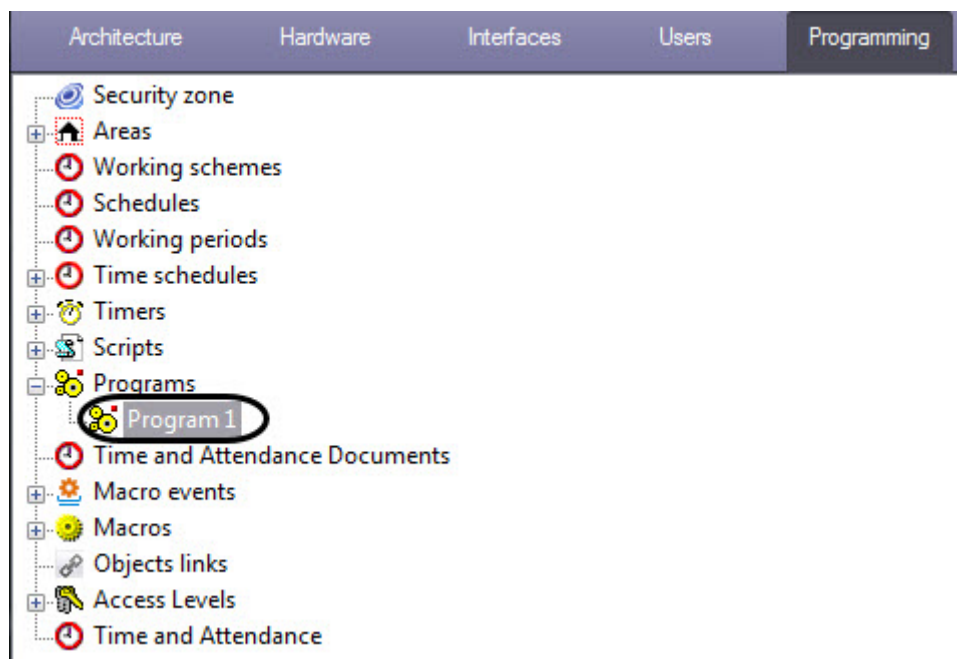 Architecture Hardware Interfaces Users Programming
Security zone
Areas
Working schemes
Schedules
Working periods
Time schedules
Timers
Scripts
Programs
Program 1
Time and Attendance Documents
Macro events
Macros
Objects links
Access Levels
Time and Attendance